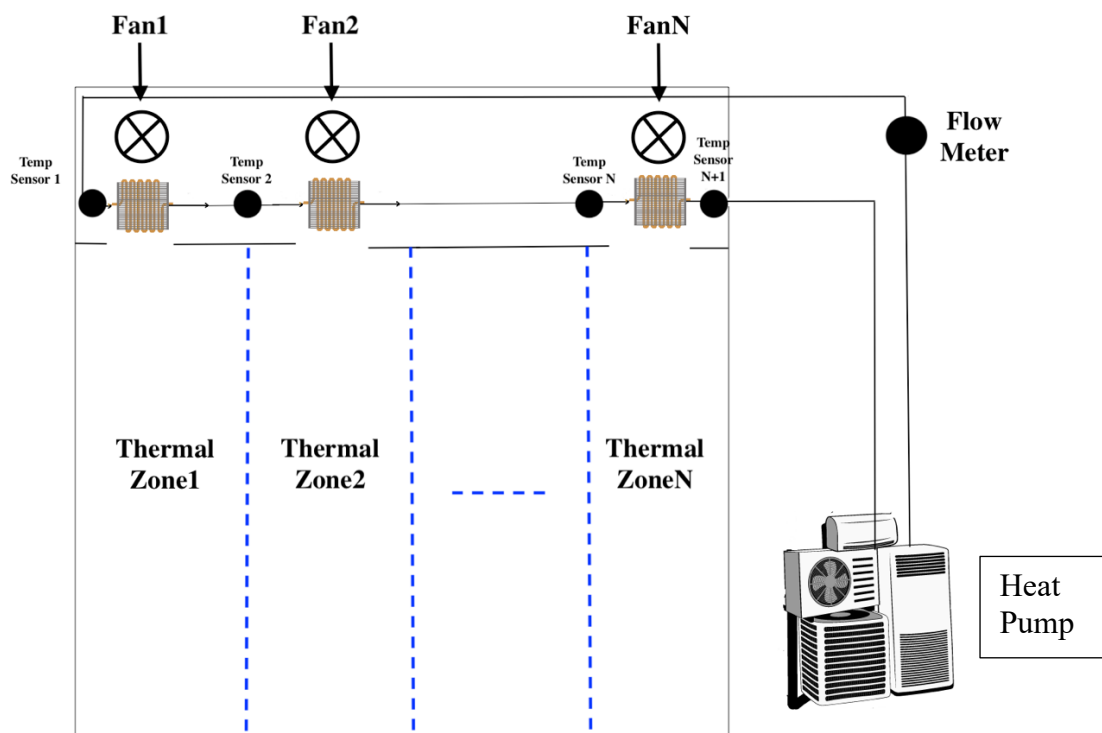 Fan1
Fan2
FanN
Flow
Meter
Temp
Sensor 1
Temp
Sensor 2
Temp
Sensor N
Temp
Sensor
N+1
Thermal
Zone1
Thermal
Zone2
Thermal
ZoneN
Heat
Pump